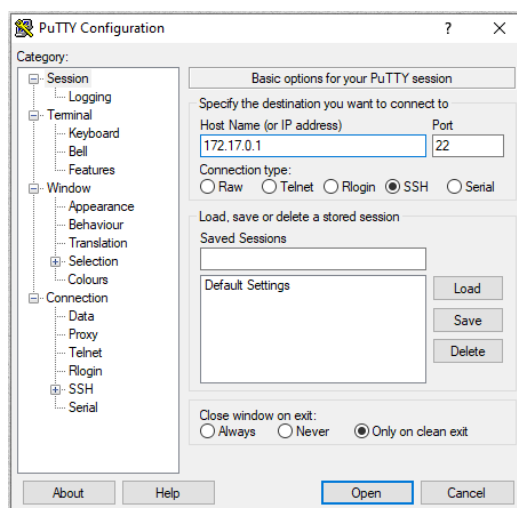 PuTTY Configuration
?
Category:
Session
Logging
Terminal
Keyboard
Bell
Features
Window
Appearance
Behaviour
Translation
Selection
Colours
Connection
Data
Proxy
Telnet
Rlogin
SSH
Serial
Basic options for your PuTTY session
Specify the destination you want to connect to
Host Name (or IP address) Port
172.17.0.1 22
Connection type:
Raw Telnet Rlogin SSH Serial
Load, save or delete a stored session
Saved Sessions
Default Settings
Load
Save
Delete
Close window on exit:
Always Never Only on clean exit
About Help Open Cancel